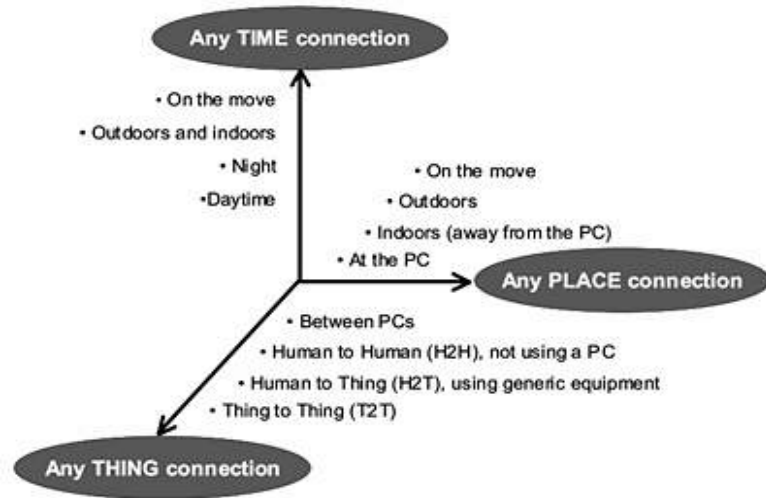 Any TIME connection
• On the move
• Outdoors and indoors
• Night
•Daytime
• On the move
• Outdoors
• Indoors (away from the PC)
• At the PC
Any PLACE connection
• Between PCs
• Human to Human (H2H), not using a PC
• Human to Thing (H2T), using generic equipment
• Thing to Thing (T2T)
Any THING connection